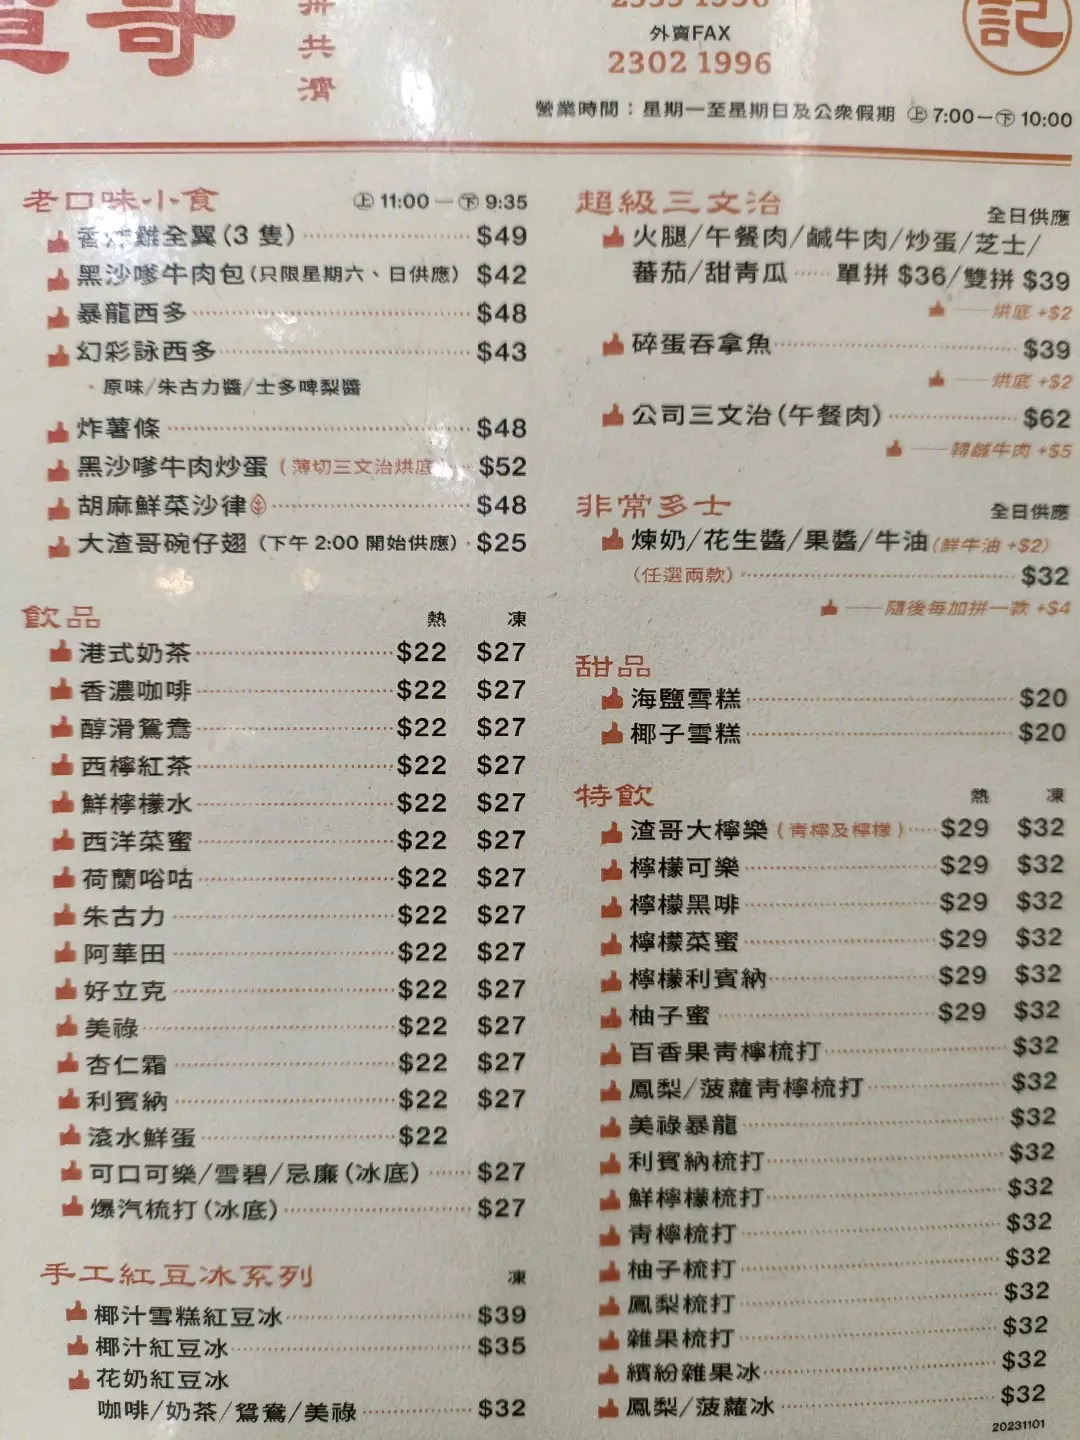 哥
共
濟
記
外賣FAX
2302 1996
營業時間：星期一至星期日及公衆假期 上 7:00－下 10:00
老口味小食 上 11:00－下 9:35
香炸雞全翼(3 隻) $49
黑沙嗲牛肉包(只限星期六、日供應) $42
暴龍西多 $48
幻彩詠西多 $43
·原味/朱古力醬/士多啤梨醬
炸薯條 $48
黑沙嗲牛肉炒蛋 (薄切三文治烘底) $52
胡麻鮮菜沙律 $48
大渣哥碗仔翅 (下午 2:00 開始供應) $25
飲品 熱 凍
港式奶茶 $22 $27
香濃咖啡 $22 $27
醇滑鴛鴦 $22 $27
西檸紅茶 $22 $27
鮮檸檬水 $22 $27
西洋菜蜜 $22 $27
荷蘭唂咕 $22 $27
朱古力 $22 $27
阿華田 $22 $27
好立克 $22 $27
美祿 $22 $27
杏仁霜 $22 $27
利賓納 $22 $27
滾水鮮蛋 $22
可口可樂/雪碧/忌廉(冰底) $27
爆汽梳打(冰底) $27
手工紅豆冰系列 凍
椰汁雪糕紅豆冰 $39
椰汁紅豆冰 $35
花奶紅豆冰
咖啡/奶茶/鴛鴦/美祿 $32
超級三文治 全日供應
火腿/午餐肉/鹹牛肉/炒蛋/芝士/
蕃茄/甜青瓜 單拼 $36/雙拼 $39
烘底 +$2
碎蛋吞拿魚 $39
烘底 +$2
公司三文治(午餐肉) $62
轉鹹牛肉 +$5
非常多士 全日供應
煉奶/花生醬/果醬/牛油(鮮牛油 +$2)
(任選兩款) $32
隨後每加拼一款 +$4
甜品
海鹽雪糕 $20
椰子雪糕 $20
特飲 熱 凍
渣哥大檸樂(青檸及檸檬) $29 $32
檸檬可樂 $29 $32
檸檬黑啡 $29 $32
檸檬菜蜜 $29 $32
檸檬利賓納 $29 $32
柚子蜜 $29 $32
百香果青檸梳打 $32
鳳梨/菠蘿青檸梳打 $32
美祿暴龍 $32
利賓納梳打 $32
鮮檸檬梳打 $32
青檸梳打 $32
柚子梳打 $32
鳳梨梳打 $32
雜果梳打 $32
繽紛雜果冰 $32
鳳梨/菠蘿冰 $32
20231101